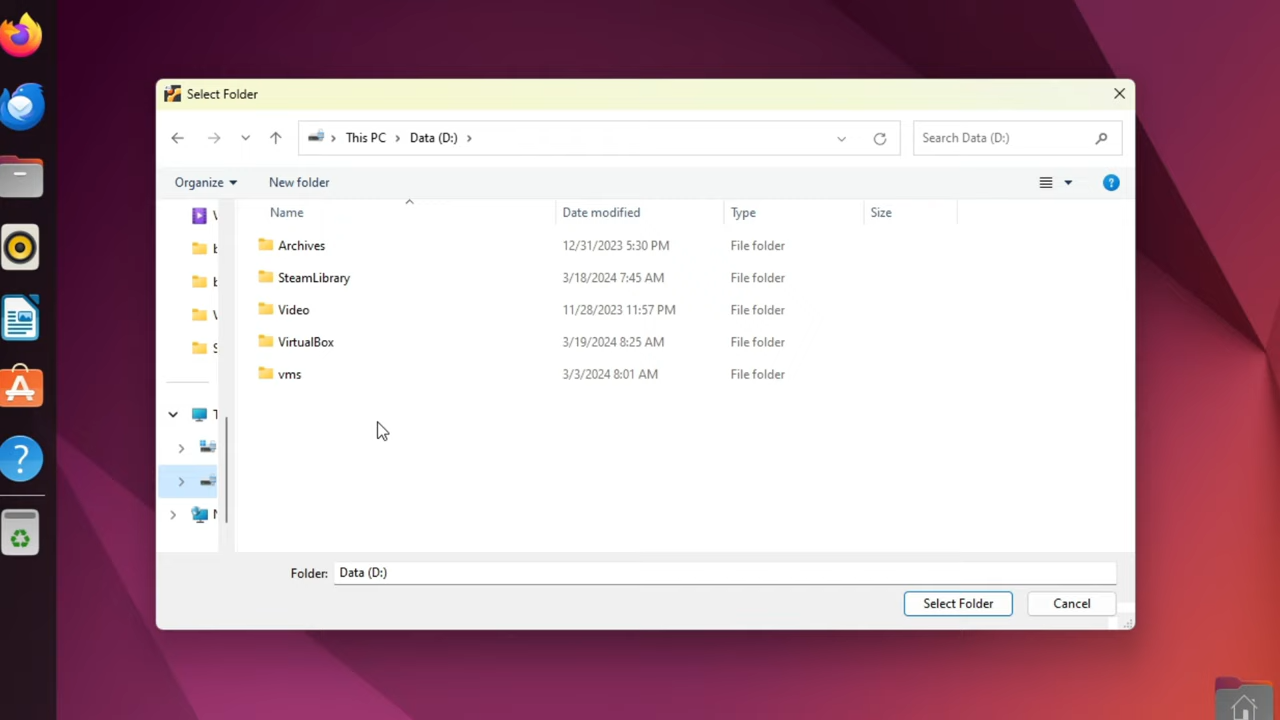 Select Folder
This PC Data (D:)
Search Data (D:)
Organize New folder
Name Date modified Type Size
Archives 12/31/2023 5:30 PM File folder
SteamLibrary 3/18/2024 7:45 AM File folder
Video 11/28/2023 11:57 PM File folder
VirtualBox 3/19/2024 8:25 AM File folder
vms 3/3/2024 8:01 AM File folder
Folder: Data (D:)
Select Folder Cancel